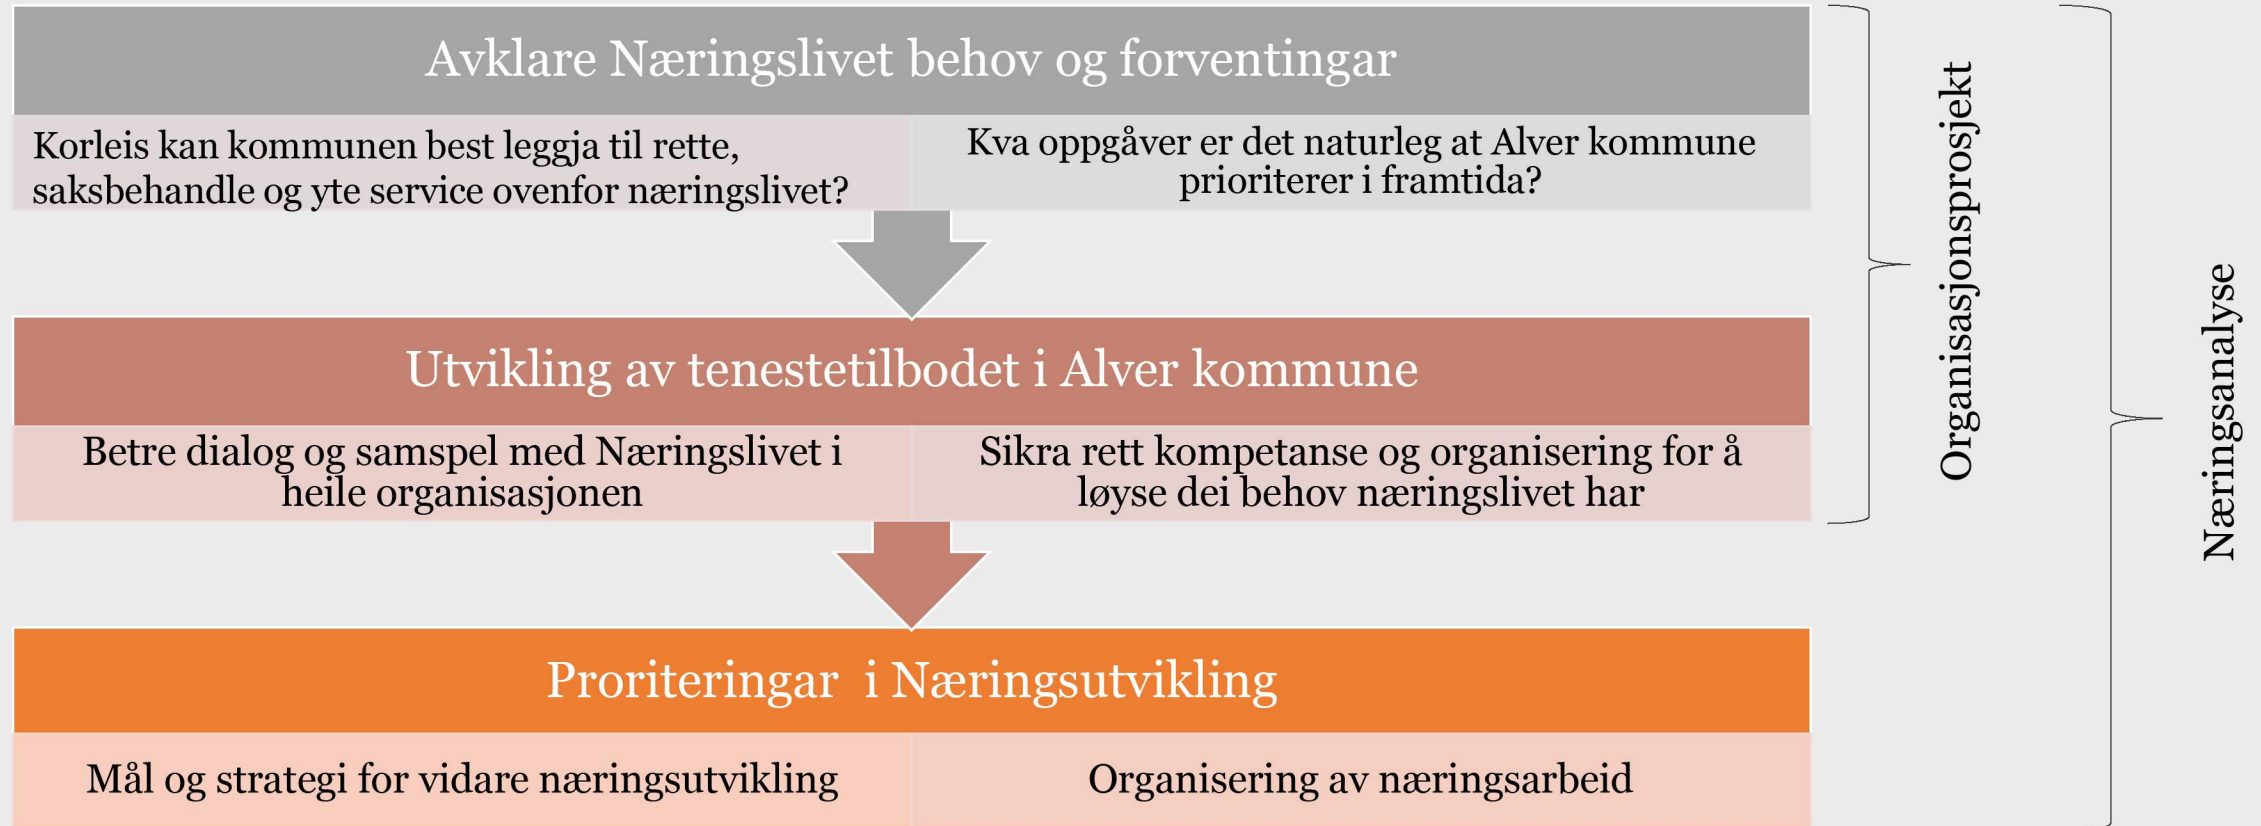 Avklare Næringslivet behov og forventingar
Korleis kan kommunen best leggja til rette,
saksbehandle og yte service ovenfor næringslivet?
Kva oppgåver er det naturleg at Alver kommune
prioriterer i framtida?
Utvikling av tenestetilbodet i Alver kommune
Betre dialog og samspel med Næringslivet i
heile organisasjonen
Sikra rett kompetanse og organisering for å
løyse dei behov næringslivet har
Proriteringar i Næringsutvikling
Mål og strategi for vidare næringsutvikling
Organisering av næringsarbeid
Organisasjonsprosjekt
Næringsanalyse